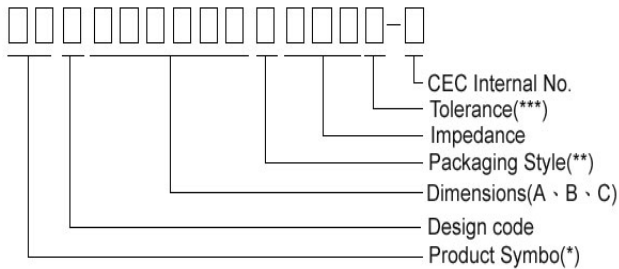 CEC Internal No.
Tolerance(***)
Impedance
Packaging Style(**)
Dimensions(A、B、C)
Design code
Product Symbo(*)